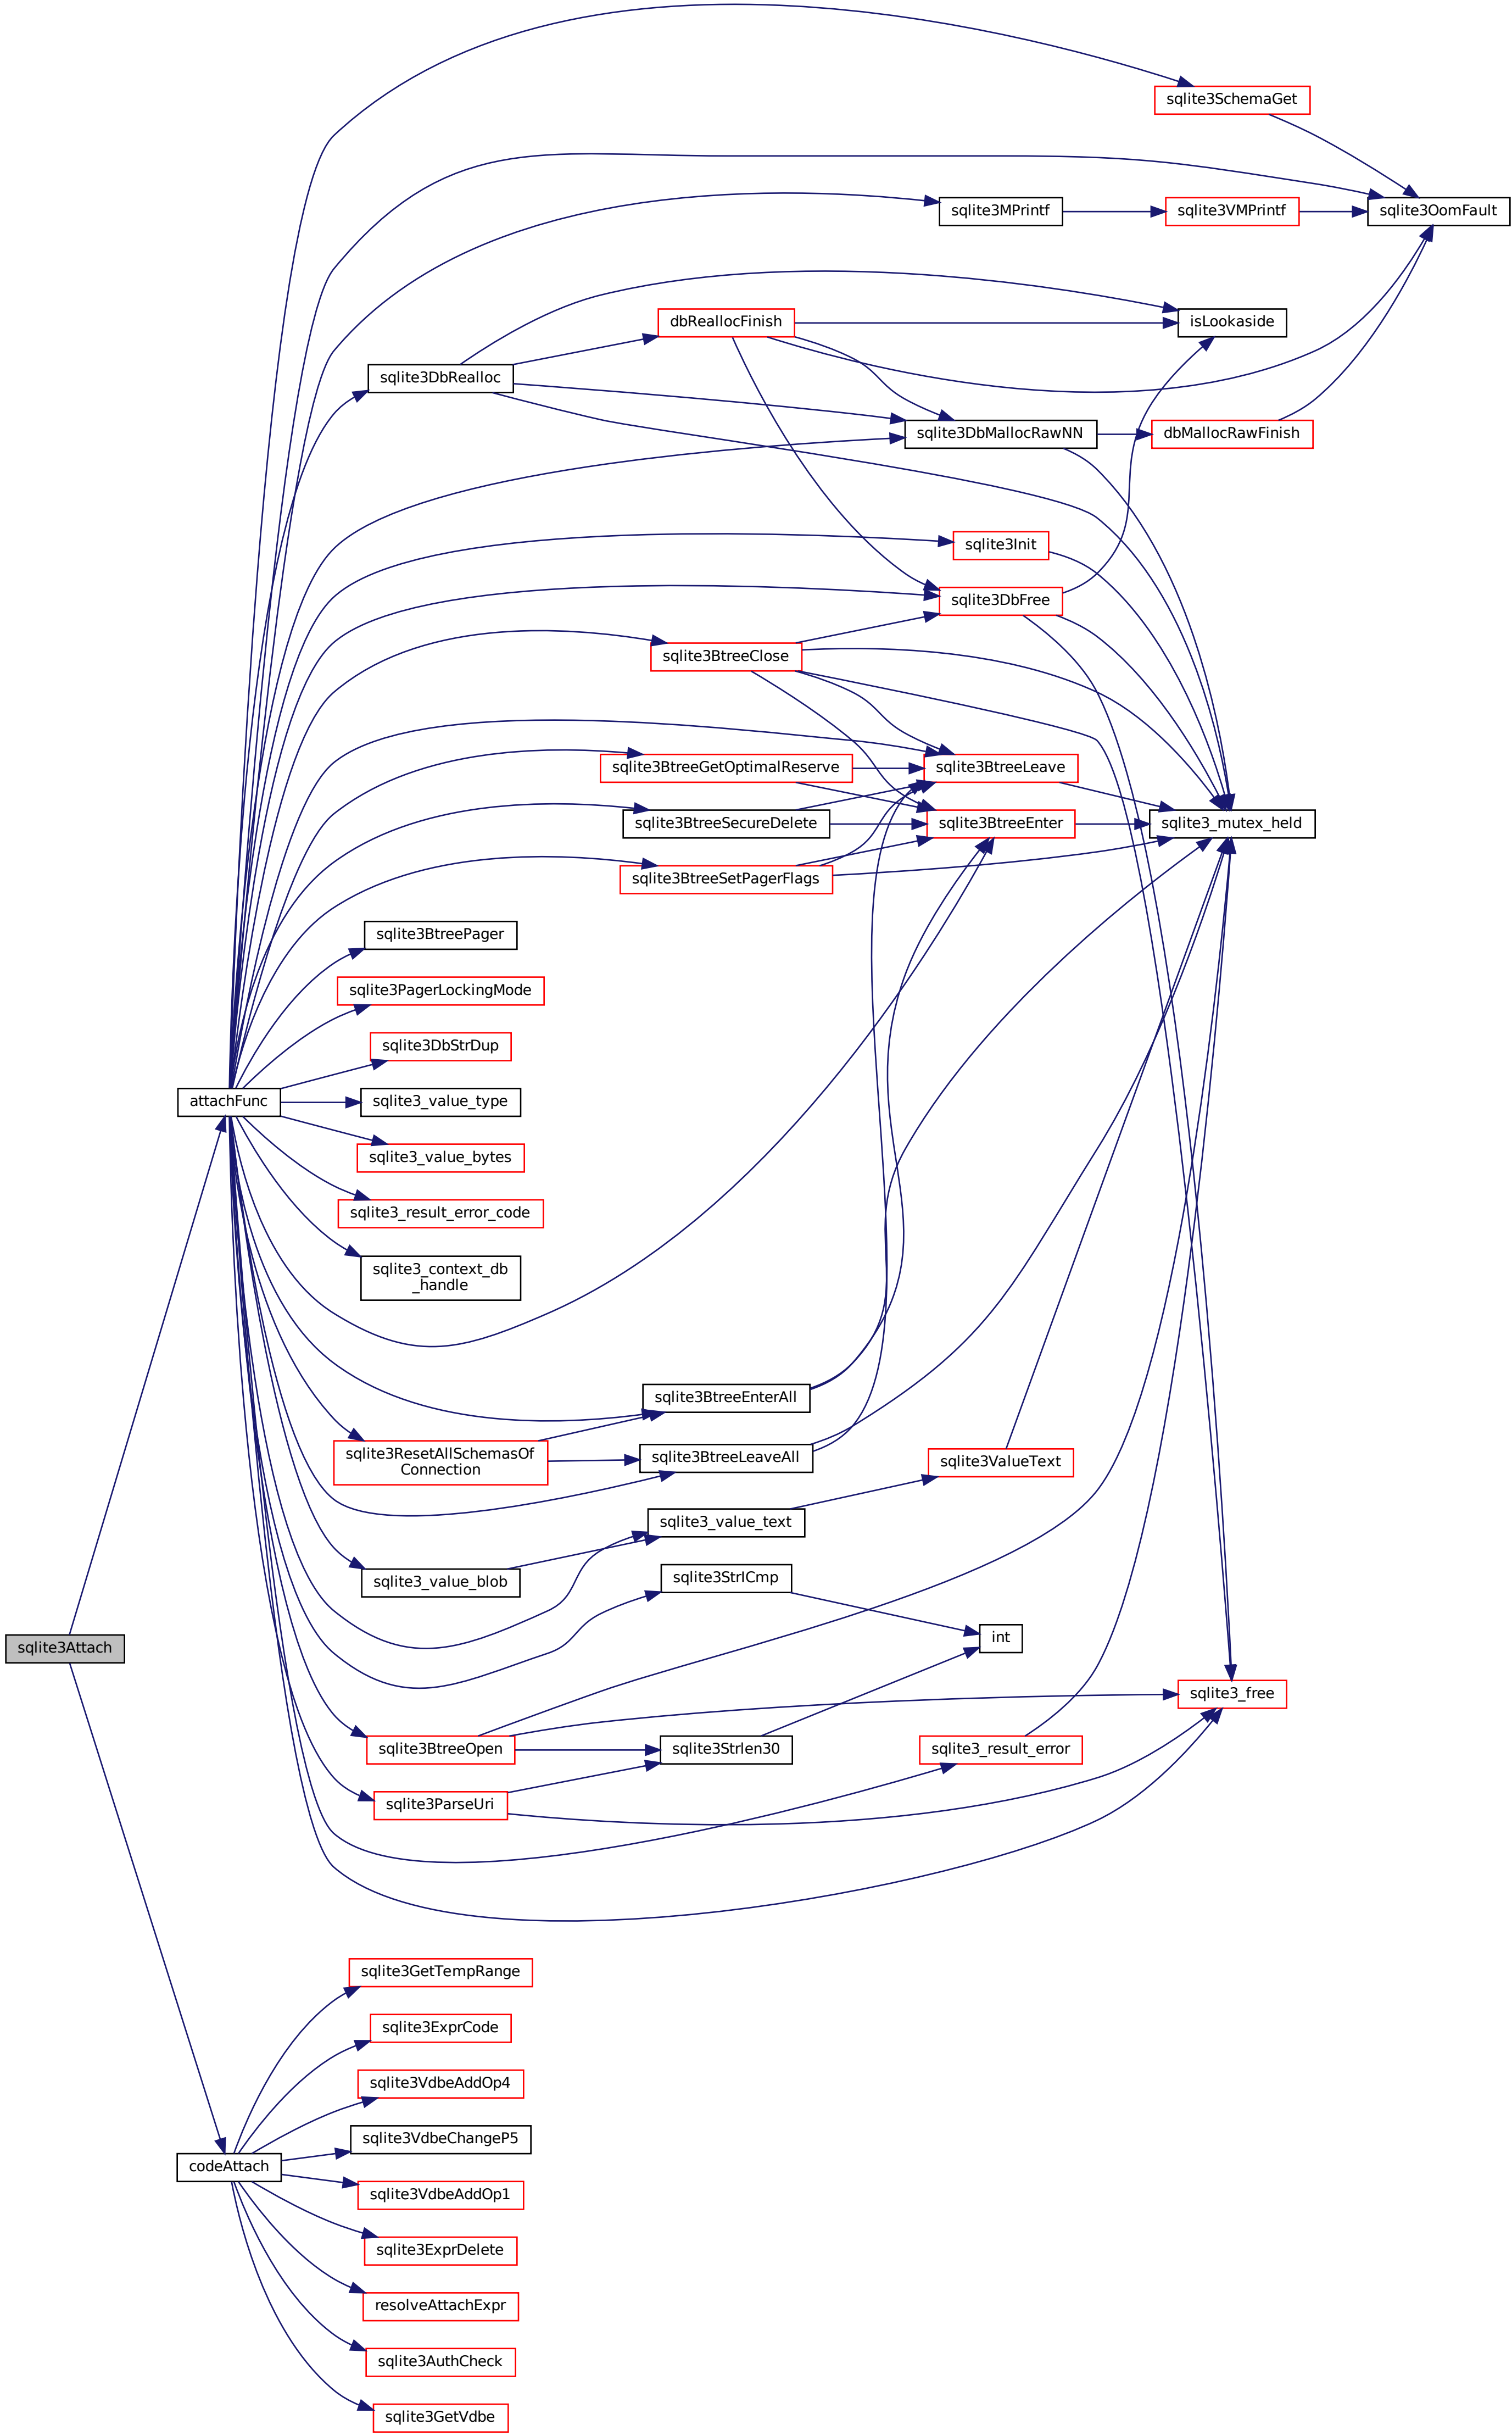 sqlite3SchemaGet
sqlite3MPrintf
sqlite3VMPrintf
sqlite3OomFault
dbReallocFinish
isLookaside
sqlite3DbRealloc
sqlite3DbMallocRawNN
dbMallocRawFinish
sqlite3Init
sqlite3DbFree
sqlite3BtreeClose
sqlite3BtreeGetOptimalReserve
sqlite3BtreeLeave
sqlite3BtreeSecureDelete
sqlite3BtreeEnter
sqlite3_mutex_held
sqlite3BtreeSetPagerFlags
sqlite3BtreePager
sqlite3PagerLockingMode
sqlite3DbStrDup
attachFunc
sqlite3_value_type
sqlite3_value_bytes
sqlite3_result_error_code
sqlite3_context_db
_handle
sqlite3BtreeEnterAll
sqlite3ResetAllSchemasOf
Connection
sqlite3BtreeLeaveAll
sqlite3ValueText
sqlite3_value_text
sqlite3_value_blob
sqlite3StrICmp
int
sqlite3Attach
sqlite3_free
sqlite3BtreeOpen
sqlite3Strlen30
sqlite3_result_error
sqlite3ParseUri
sqlite3GetTempRange
sqlite3ExprCode
sqlite3VdbeAddOp4
sqlite3VdbeChangeP5
codeAttach
sqlite3VdbeAddOp1
sqlite3ExprDelete
resolveAttachExpr
sqlite3AuthCheck
sqlite3GetVdbe